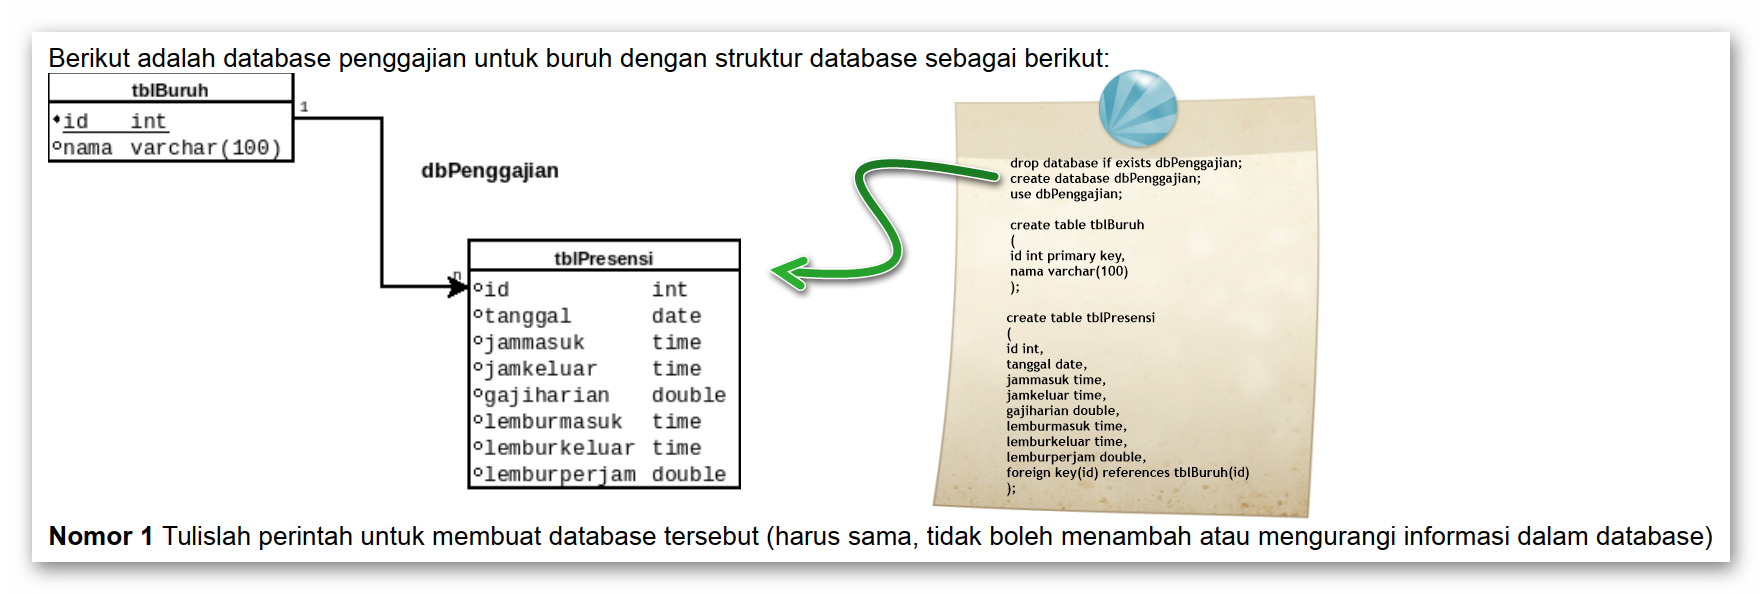 Berikut adalah database penggajian untuk buruh dengan struktur database sebagai berikut:
tblBuruh
id int
nama varchar(100)
1
dbPenggajian
n
tblPresensi
id int
tanggal date
jammasuk time
jamkeluar time
gajiharian double
lemburmasuk time
lemburkeluar time
lemburperjam double
drop database if exists dbPenggajian;
create database dbPenggajian;
use dbPenggajian;
create table tblBuruh
(
id int primary key,
nama varchar(100)
);
create table tblPresensi
(
id int,
tanggal date,
jammasuk time,
jamkeluar time,
gajiharian double,
lemburmasuk time,
lemburkeluar time,
lemburperjam double,
foreign key(id) references tblBuruh(id)
);
Nomor 1 Tulislah perintah untuk membuat database tersebut (harus sama, tidak boleh menambah atau mengurangi informasi dalam database)